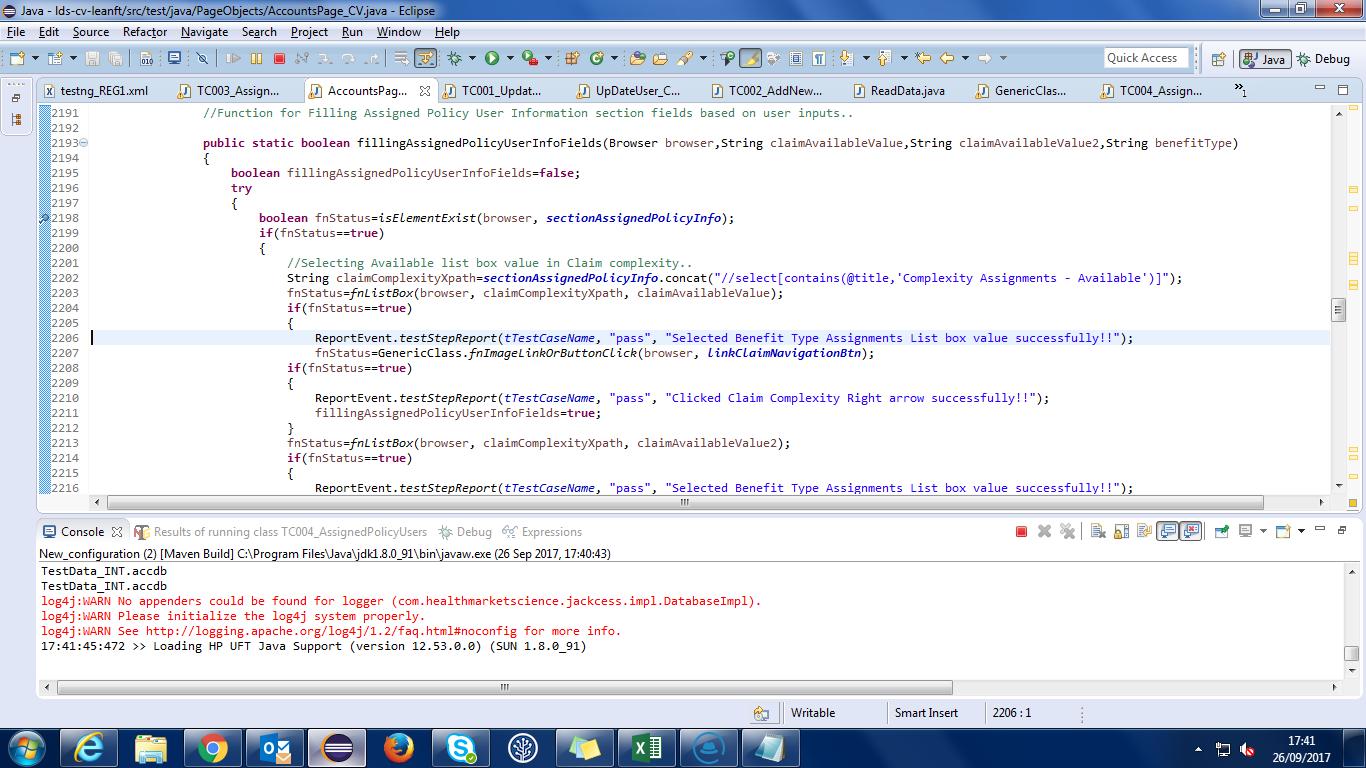 Java - lds-cv-leanft/src/test/java/PageObjects/AccountsPage_CV.java - Eclipse
File Edit Source Refactor Navigate Search Project Run Window Help
Quick Access Java Debug
testng_REG1.xml TC003_Assign... AccountsPag... TC001_Updat... UpDateUser_C... TC002_AddNew... ReadData.java GenericClas... TC004_Assign... »1
2191 //Function for Filling Assigned Policy User Information section fields based on user inputs..
2192
2193 public static boolean fillingAssignedPolicyUserInfoFields(Browser browser,String claimAvailableValue,String claimAvailableValue2,String benefitType)
2194 {
2195 boolean fillingAssignedPolicyUserInfoFields=false;
2196 try
2197 {
2198 boolean fnStatus=isElementExist(browser, sectionAssignedPolicyInfo);
2199 if(fnStatus==true)
2200 {
2201 //Selecting Available list box value in Claim complexity..
2202 String claimComplexityXpath=sectionAssignedPolicyInfo.concat("//select[contains(@title,'Complexity Assignments - Available')]");
2203 fnStatus=fnListBox(browser, claimComplexityXpath, claimAvailableValue);
2204 if(fnStatus==true)
2205 {
2206 ReportEvent.testStepReport(tTestCaseName, "pass", "Selected Benefit Type Assignments List box value successfully!!");
2207 fnStatus=GenericClass.fnImageLinkOrButtonClick(browser, linkClaimNavigationBtn);
2208 if(fnStatus==true)
2209 {
2210 ReportEvent.testStepReport(tTestCaseName, "pass", "Clicked Claim Complexity Right arrow successfully!!");
2211 fillingAssignedPolicyUserInfoFields=true;
2212 }
2213 fnStatus=fnListBox(browser, claimComplexityXpath, claimAvailableValue2);
2214 if(fnStatus==true)
2215 {
2216 ReportEvent.testStepReport(tTestCaseName, "pass", "Selected Benefit Type Assignments List box value successfully!!");
Console Results of running class TC004_AssignedPolicyUsers Debug Expressions
New_configuration (2) [Maven Build] C:\Program Files\Java\jdk1.8.0_91\bin\javaw.exe (26 Sep 2017, 17:40:43)
TestData_INT.accdb
TestData_INT.accdb
log4j:WARN No appenders could be found for logger (com.healthmarketscience.jackcess.impl.DatabaseImpl).
log4j:WARN Please initialize the log4j system properly.
log4j:WARN See http://logging.apache.org/log4j/1.2/faq.html#noconfig for more info.
17:41:45:472 >> Loading HP UFT Java Support (version 12.53.0.0) (SUN 1.8.0_91)
Writable Smart Insert 2206 : 1
17:41
26/09/2017